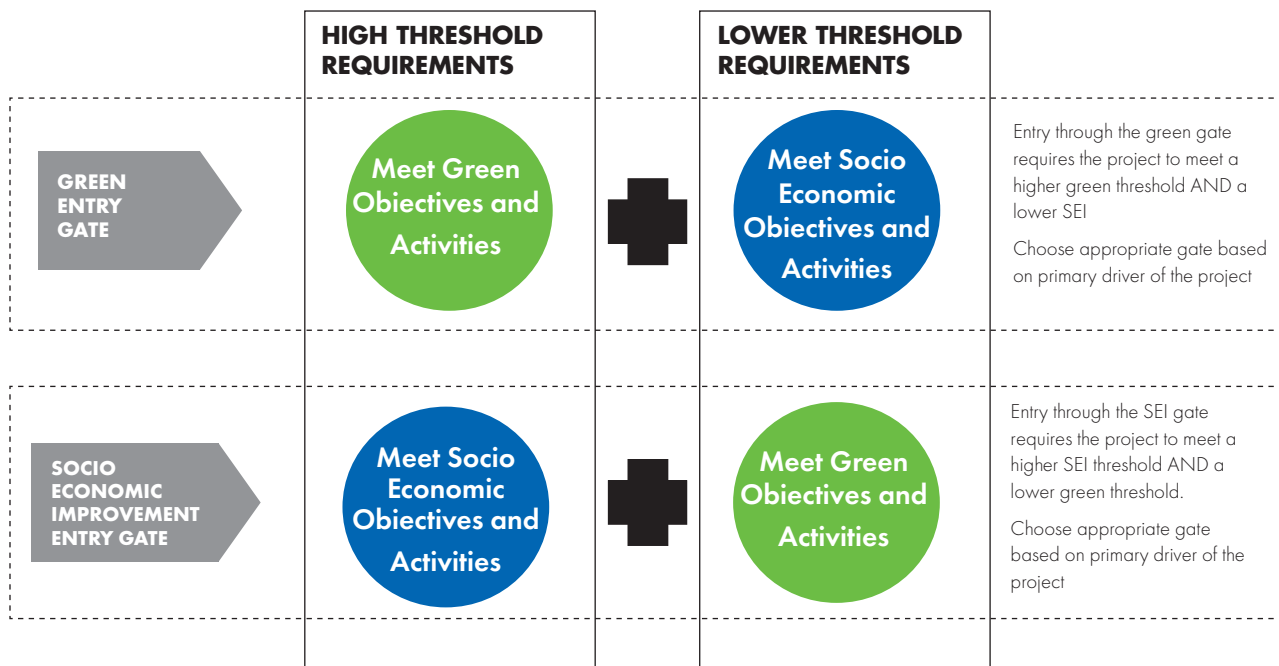 HIGH THRESHOLD
REQUIREMENTS
LOWER THRESHOLD
REQUIREMENTS
GREEN
ENTRY
GATE
Meet Green
Obiectives and
Activities
Meet Socio
Economic
Obiectives and
Activities
Entry through the green gate
requires the project to meet a
higher green threshold AND a
lower SEI
Choose appropriate gate based
on primary driver of the project
SOCIO
ECONOMIC
IMPROVEMENT
ENTRY GATE
Meet Socio
Economic
Obiectives and
Activities
Meet Green
Obiectives and
Activities
Entry through the SEI gate
requires the project to meet a
higher SEI threshold AND a
lower green threshold.
Choose appropriate gate
based on primary driver of the
project